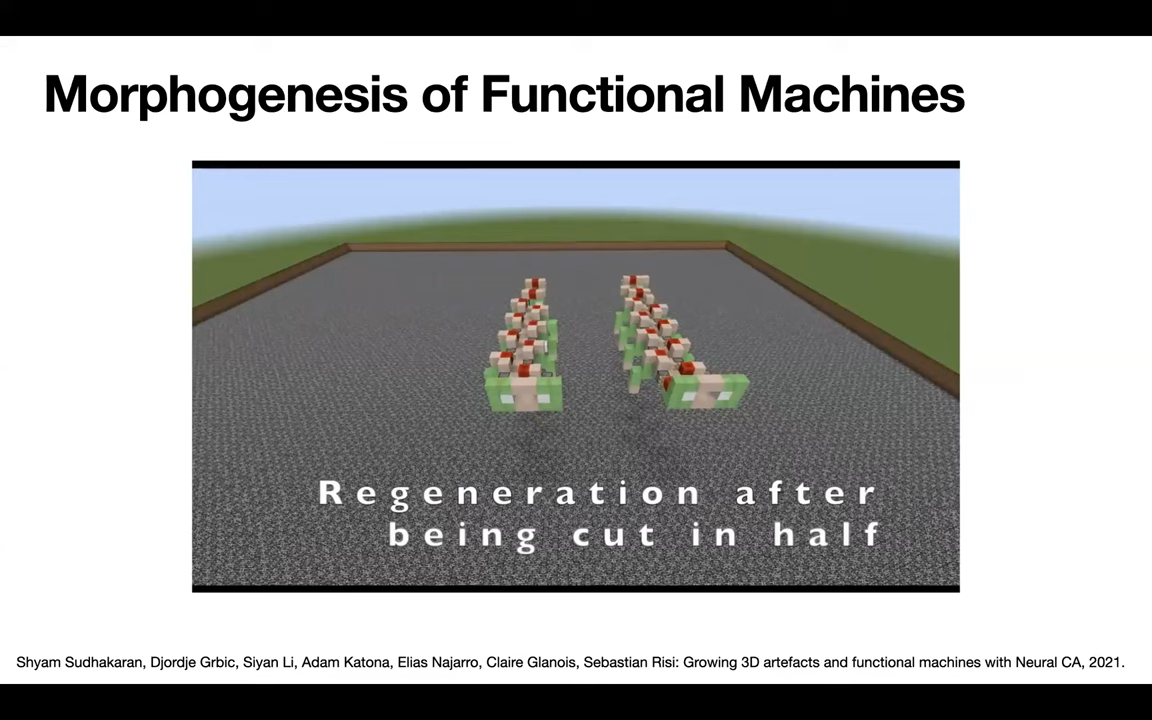 Morphogenesis of Functional Machines
Regeneration after
being cut in half
Shyam Sudhakaran, Djordje Grbic, Siyan Li, Adam Katona, Elias Najarro, Claire Glanois, Sebastian Risi: Growing 3D artefacts and functional machines with Neural CA, 2021.